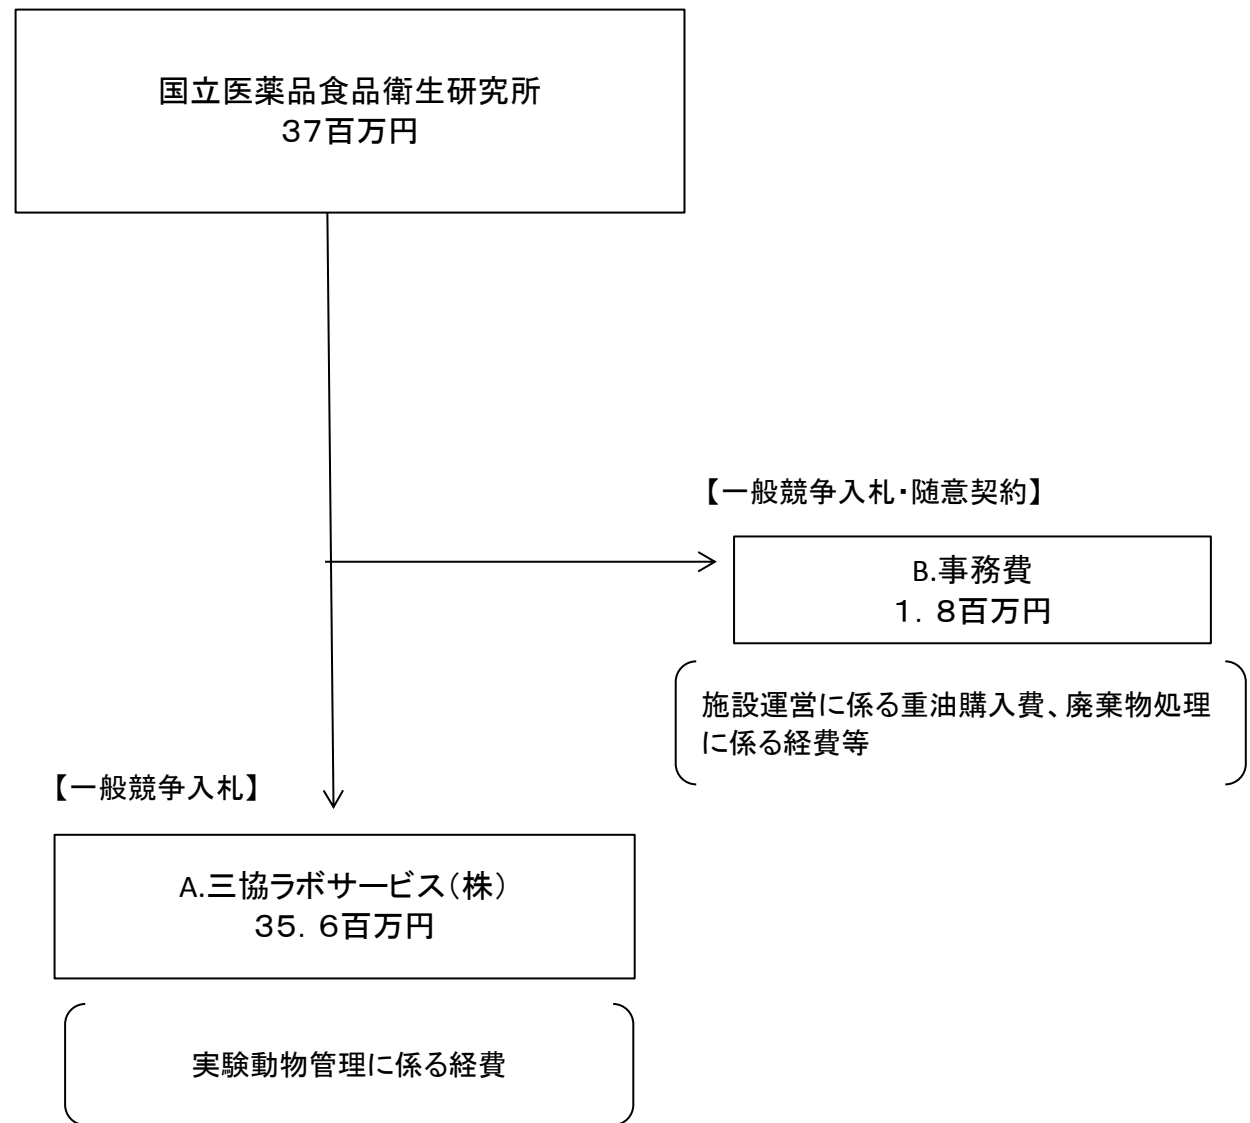 国立医薬品食品衛生研究所
37百万円
【一般競争入札・随意契約】
B.事務費
1．8百万円
施設運営に係る重油購入費、廃棄物処理
に係る経費等
【一般競争入札】
A.三協ラボサービス（株）
35．6百万円
実験動物管理に係る経費